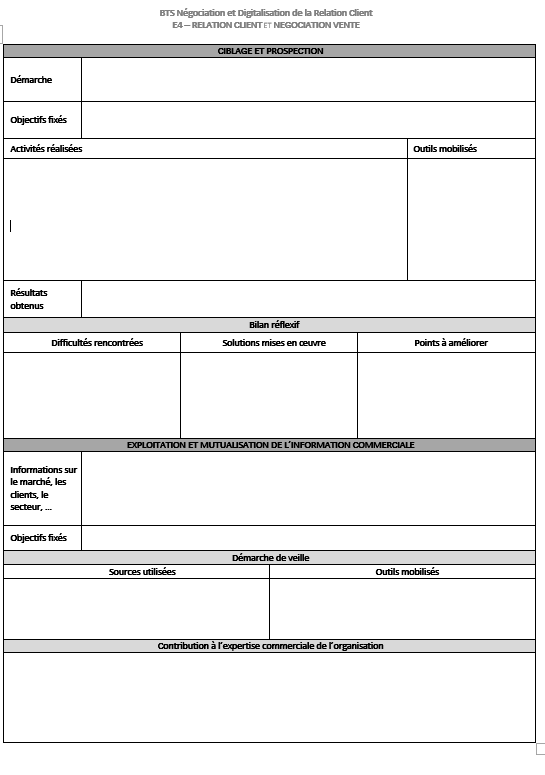 BTS Négociation et Digitalisation de la Relation Client
E4 – RELATION CLIENT ET NEGOCIATION VENTE
CIBLAGE ET PROSPECTION
Démarche
Objectifs fixés
Activités réalisées
Outils mobilisés
Résultats
obtenus
Bilan réflexif
Difficultés rencontrées
Solutions mises en œuvre
Points à améliorer
EXPLOITATION ET MUTUALISATION DE L'INFORMATION COMMERCIALE
Informations sur
le marché, les
clients, le
secteur, ...
Objectifs fixés
Démarche de veille
Sources utilisées
Outils mobilisés
Contribution à l'expertise commerciale de l'organisation